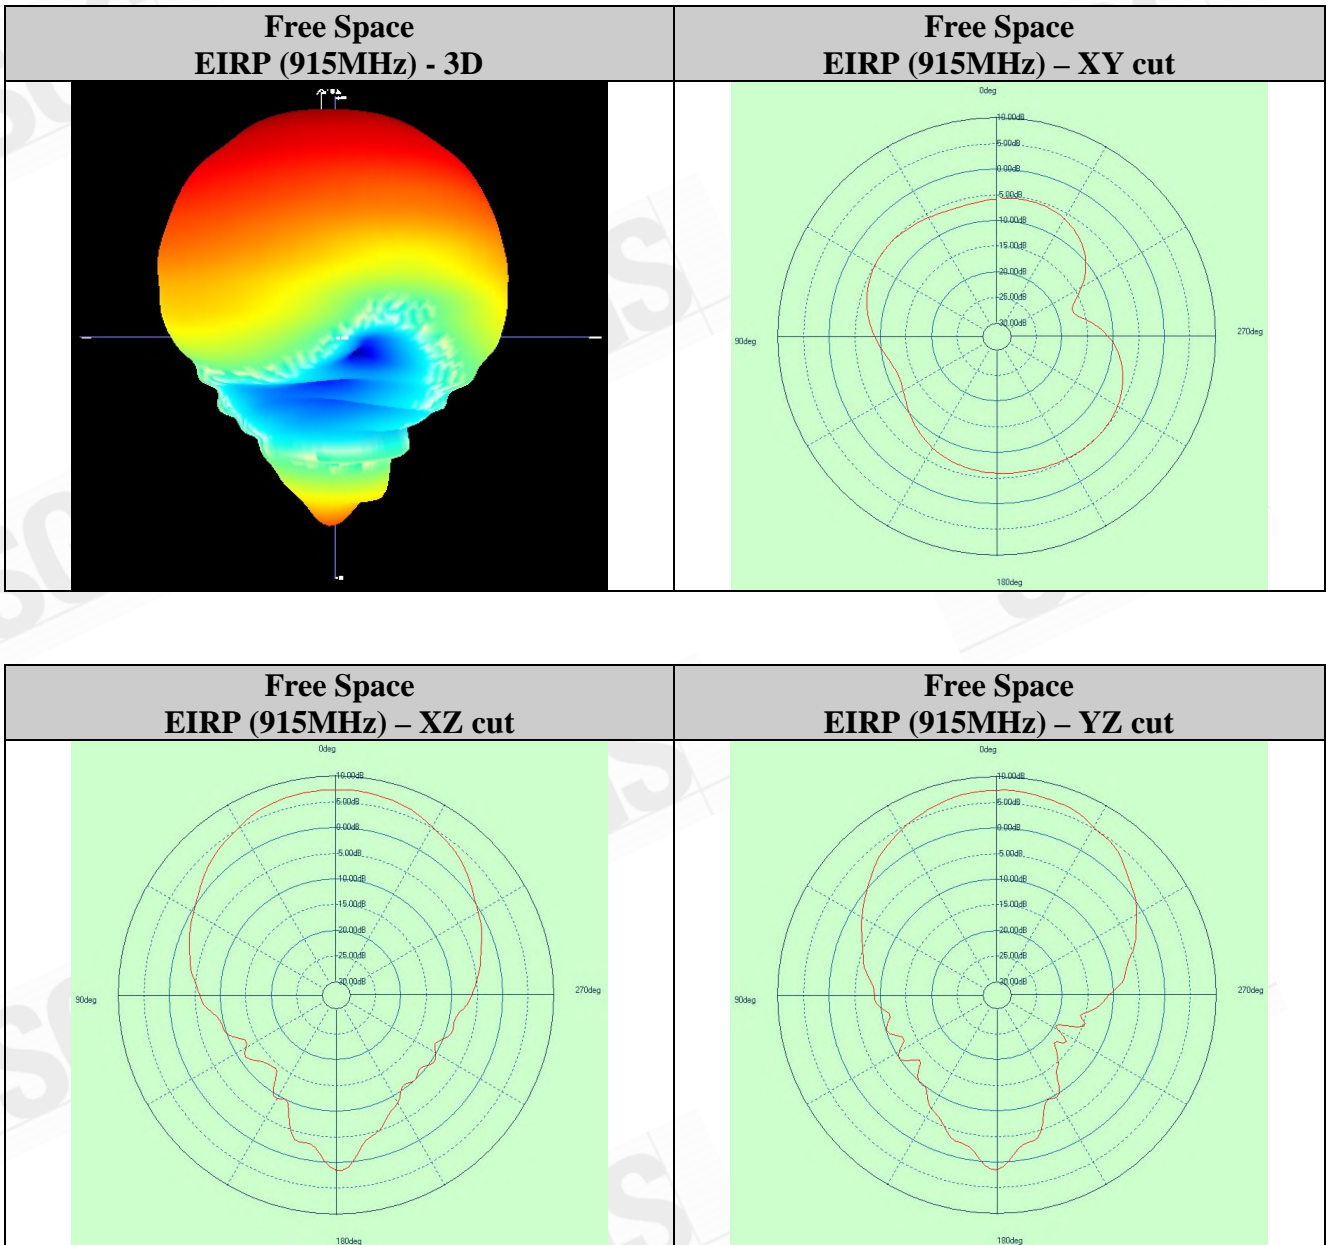 Free Space
EIRP (915MHz) - 3D
Free Space
EIRP (915MHz) – XY cut
0deg
10.00dB
5.00dB
0.00dB
-5.00dB
-10.00dB
-15.00dB
-20.00dB
-25.00dB
-30.00dB
90deg
270deg
180deg
Free Space
EIRP (915MHz) – XZ cut
0deg
10.00dB
5.00dB
0.00dB
-5.00dB
-10.00dB
-15.00dB
-20.00dB
-25.00dB
-30.00dB
90deg
270deg
180deg
Free Space
EIRP (915MHz) – YZ cut
0deg
10.00dB
5.00dB
0.00dB
-5.00dB
-10.00dB
-15.00dB
-20.00dB
-25.00dB
-30.00dB
90deg
270deg
180deg